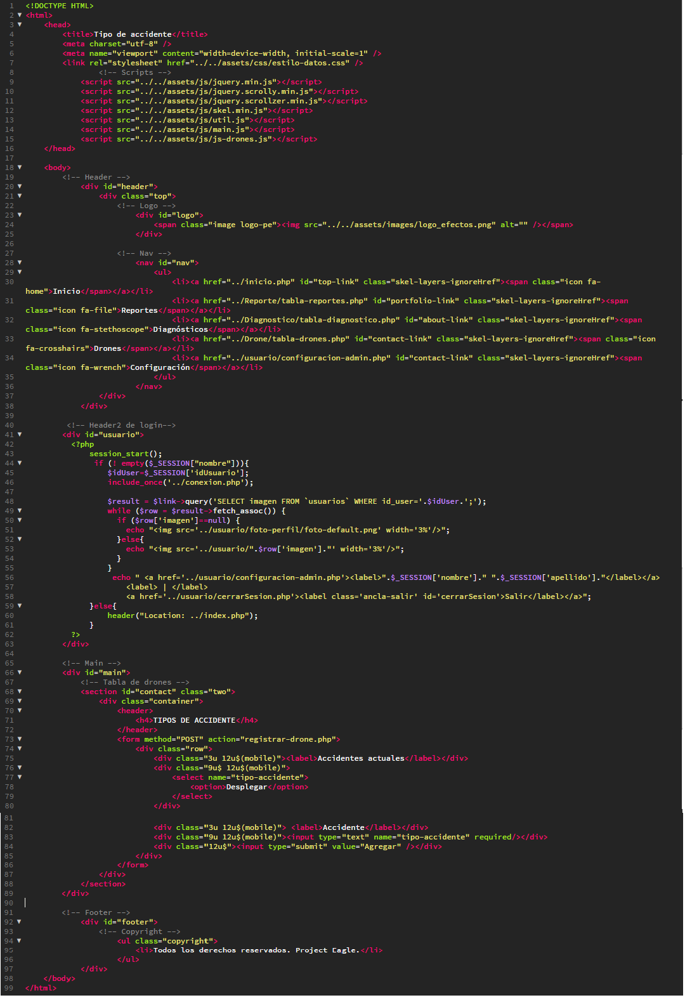 1 <!DOCTYPE HTML>
2 ▼ <html>
3 ▼ <head>
4 <title>Tipo de accidente</title>
5 <meta charset="utf-8" />
6 <meta name="viewport" content="width=device-width, initial-scale=1" />
7 <link rel="stylesheet" href="../../assets/css/estilo-datos.css" />
8 <!-- Scripts -->
9 <script src="../../assets/js/jquery.min.js"></script>
10 <script src="../../assets/js/jquery.scrolly.min.js"></script>
11 <script src="../../assets/js/jquery.scrollzer.min.js"></script>
12 <script src="../../assets/js/skel.min.js"></script>
13 <script src="../../assets/js/util.js"></script>
14 <script src="../../assets/js/main.js"></script>
15 <script src="../../assets/js/js-drones.js"></script>
16 </head>
17
18 ▼ <body>
19 <!-- Header -->
20 ▼ <div id="header">
21 ▼ <div class="top">
22 <!-- Logo -->
23 ▼ <div id="logo">
24 <span class="image logo-pe"><img src="../../assets/images/logo_efectos.png" alt="" /></span>
25 </div>
26
27 <!-- Nav -->
28 ▼ <nav id="nav">
29 ▼ <ul>
30 <li><a href="../inicio.php" id="top-link" class="skel-layers-ignoreHref"><span class="icon fa-
home">Inicio</span></a></li>
31 <li><a href="../Reporte/tabla-reportes.php" id="portfolio-link" class="skel-layers-ignoreHref"><span
class="icon fa-file">Reportes</span></a></li>
32 <li><a href="../Diagnostico/tabla-diagnostico.php" id="about-link" class="skel-layers-ignoreHref"><span
class="icon fa-stethoscope">Diagnósticos</span></a></li>
33 <li><a href="../Drone/tabla-drones.php" id="contact-link" class="skel-layers-ignoreHref"><span class="icon
fa-crosshairs">Drones</span></a></li>
34 <li><a href="../usuario/configuracion-admin.php" id="contact-link" class="skel-layers-ignoreHref"><span
class="icon fa-wrench">Configuración</span></a></li>
35 </ul>
36 </nav>
37 </div>
38 </div>
39
40 <!-- Header2 de login-->
41 ▼ <div id="usuario">
42 <?php
43 session_start();
44 ▼ if (! empty($_SESSION["nombre"])){
45 $idUser=$_SESSION['idUsuario'];
46 include_once('../conexion.php');
47
48 $result = $link->query('SELECT imagen FROM `usuarios` WHERE id_user='.$idUser.';');
49 ▼ while ($row = $result->fetch_assoc()) {
50 ▼ if ($row['imagen']==null) {
51 echo "<img src='../usuario/foto-perfil/foto-default.png' width='3%'/>";
52 ▼ }else{
53 echo "<img src='../usuario/".$row['imagen']."' width='3%'/>";
54 }
55 }
56 echo " <a href='../usuario/configuracion-admin.php'><label>".$_SESSION['nombre']." ".$_SESSION['apellido']."</label></a>
57 <label> | </label>
58 <a href='../usuario/cerrarSesion.php'><label class='ancla-salir' id='cerrarSesion'>Salir</label></a>";
59 ▼ }else{
60 header("Location: ../index.php");
61 }
62 ?>
63 </div>
64
65 <!-- Main -->
66 ▼ <div id="main">
67 <!-- Tabla de drones -->
68 ▼ <section id="contact" class="two">
69 ▼ <div class="container">
70 ▼ <header>
71 <h4>TIPOS DE ACCIDENTE</h4>
72 </header>
73 ▼ <form method="POST" action="registrar-drone.php">
74 ▼ <div class="row">
75 <div class="3u 12u$(mobile)"><label>Accidentes actuales</label></div>
76 ▼ <div class="9u$ 12u$(mobile)">
77 ▼ <select name="tipo-accidente">
78 <option>Desplegar</option>
79 </select>
80 </div>
81
82 <div class="3u 12u$(mobile)"> <label>Accidente</label></div>
83 <div class="9u 12u$(mobile)"><input type="text" name="tipo-accidente" required/></div>
84 <div class="12u$"><input type="submit" value="Agregar" /></div>
85 </div>
86 </form>
87 </div>
88 </section>
89 </div>
90
91 <!-- Footer -->
92 ▼ <div id="footer">
93 <!-- Copyright -->
94 ▼ <ul class="copyright">
95 <li>Todos los derechos reservados. Project Eagle.</li>
96 </ul>
97 </div>
98 </body>
99 </html>